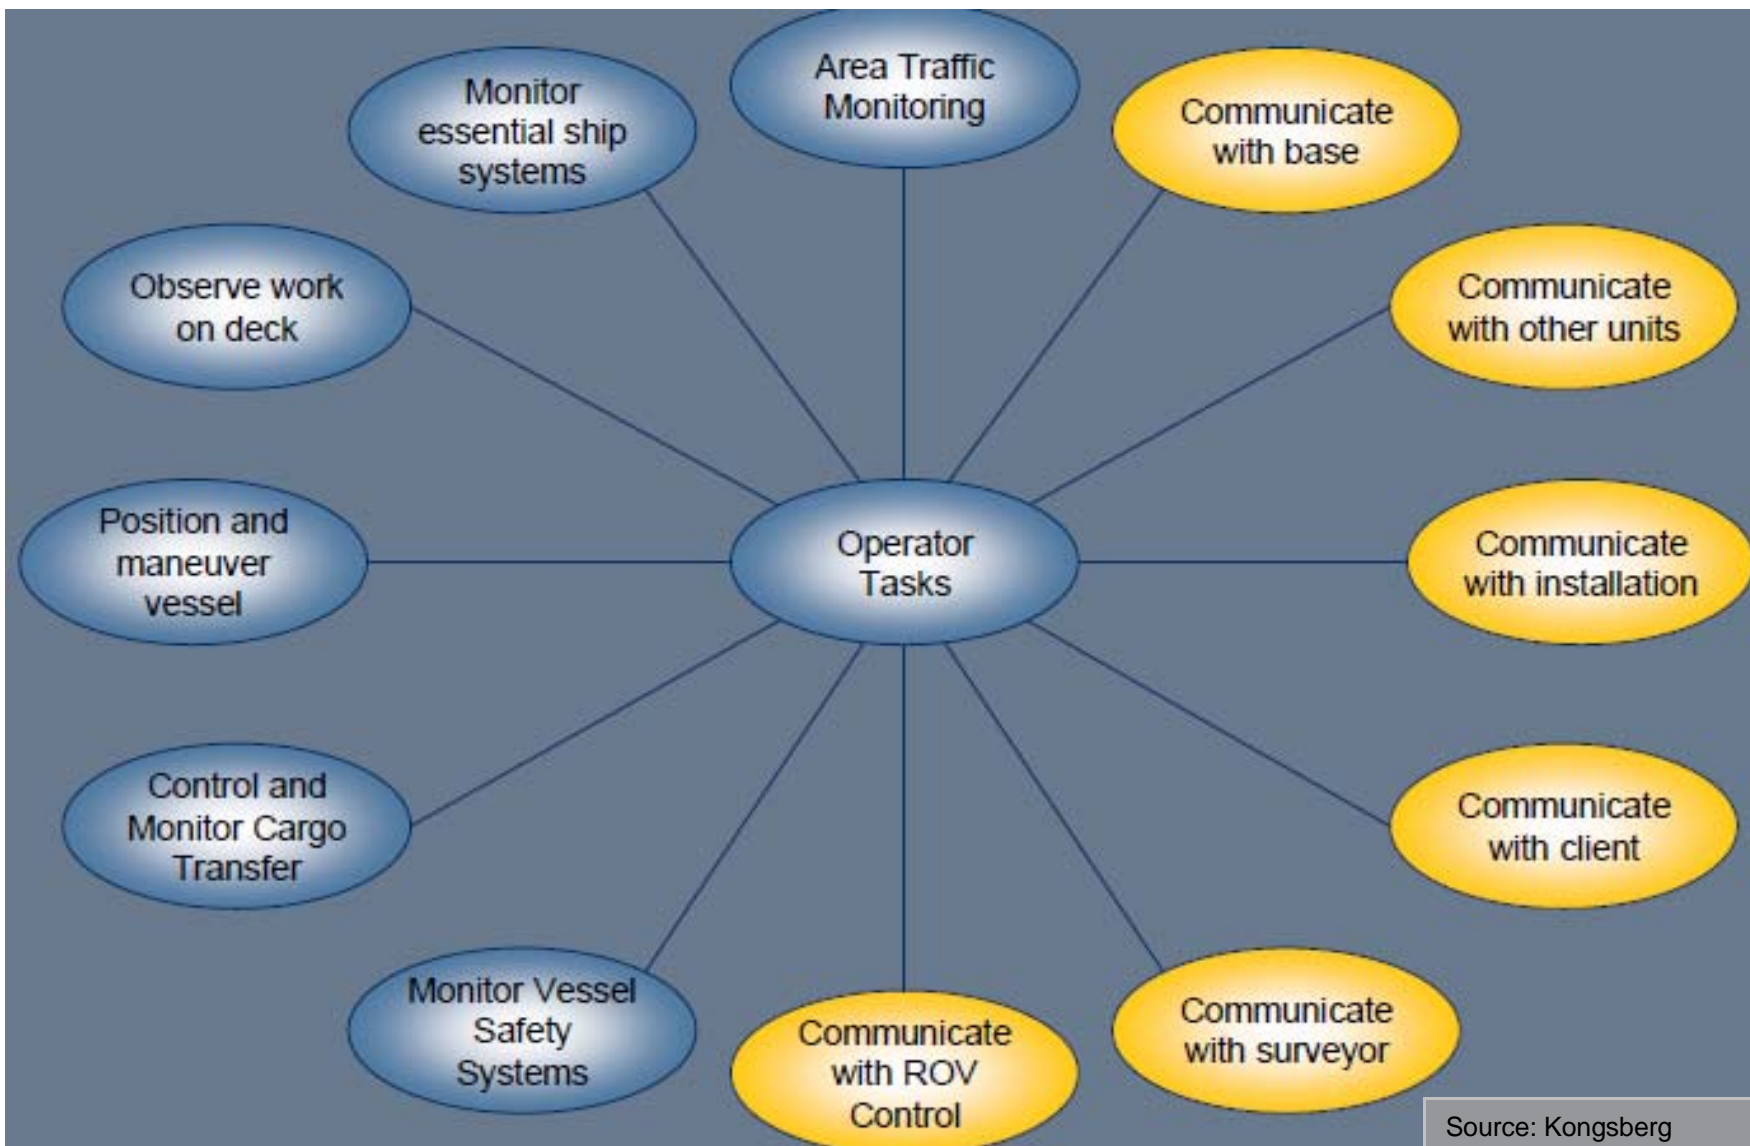 Area Traffic
Monitoring
Monitor
essential ship
systems
Communicate
with base
Observe work
on deck
Communicate
with other units
Position and
maneuver
vessel
Operator
Tasks
Communicate
with installation
Control and
Monitor Cargo
Transfer
Communicate
with client
Monitor Vessel
Safety
Systems
Communicate
with ROV
Control
Communicate
with surveyor
Source: Kongsberg